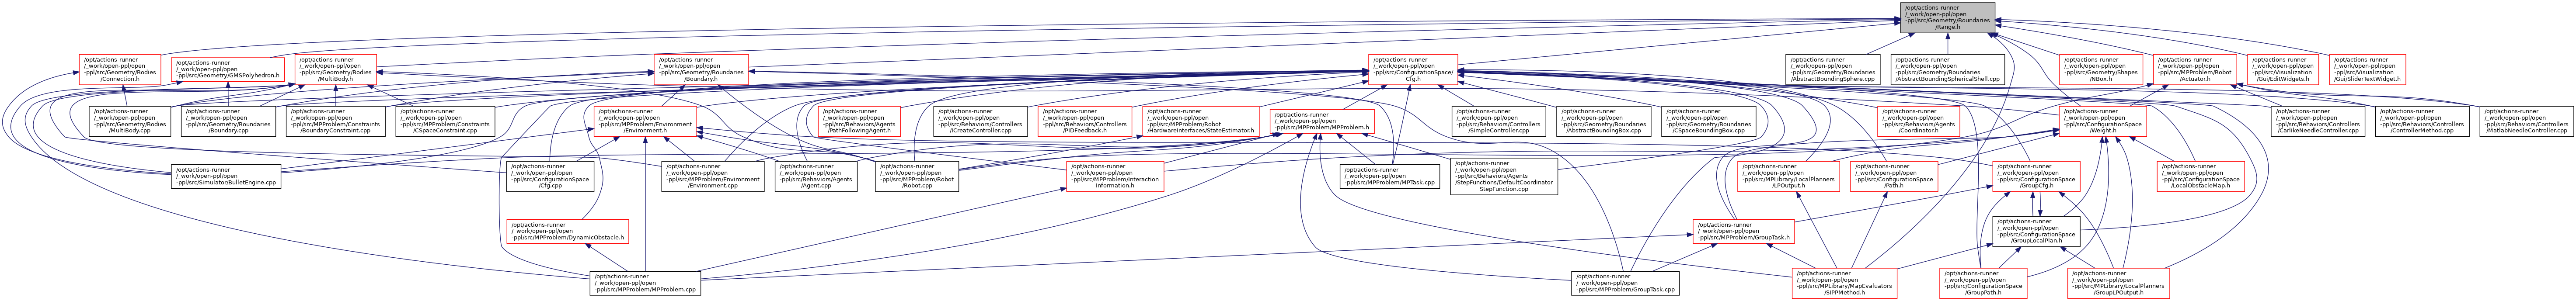 /opt/actions-runner
/_work/open-ppl/open
-ppl/src/Geometry/Boundaries
/Range.h
/opt/actions-runner
/_work/open-ppl/open
-ppl/src/Geometry/Bodies
/Connection.h
/opt/actions-runner
/_work/open-ppl/open
-ppl/src/Geometry/GMSPolyhedron.h
/opt/actions-runner
/_work/open-ppl/open
-ppl/src/Geometry/Bodies
/MultiBody.h
/opt/actions-runner
/_work/open-ppl/open
-ppl/src/Geometry/Boundaries
/Boundary.h
/opt/actions-runner
/_work/open-ppl/open
-ppl/src/ConfigurationSpace/
Cfg.h
/opt/actions-runner
/_work/open-ppl/open
-ppl/src/Geometry/Boundaries
/AbstractBoundingSphere.cpp
/opt/actions-runner
/_work/open-ppl/open
-ppl/src/Geometry/Boundaries
/AbstractBoundingSphericalShell.cpp
/opt/actions-runner
/_work/open-ppl/open
-ppl/src/Geometry/Shapes
/NBox.h
/opt/actions-runner
/_work/open-ppl/open
-ppl/src/MPProblem/Robot
/Actuator.h
/opt/actions-runner
/_work/open-ppl/open
-ppl/src/Visualization
/Gui/EditWidgets.h
/opt/actions-runner
/_work/open-ppl/open
-ppl/src/Visualization
/Gui/SliderTextWidget.h
/opt/actions-runner
/_work/open-ppl/open
-ppl/src/Geometry/Bodies
/MultiBody.cpp
/opt/actions-runner
/_work/open-ppl/open
-ppl/src/Geometry/Boundaries
/Boundary.cpp
/opt/actions-runner
/_work/open-ppl/open
-ppl/src/MPProblem/Constraints
/BoundaryConstraint.cpp
/opt/actions-runner
/_work/open-ppl/open
-ppl/src/MPProblem/Constraints
/CSpaceConstraint.cpp
/opt/actions-runner
/_work/open-ppl/open
-ppl/src/MPProblem/Environment
/Environment.h
/opt/actions-runner
/_work/open-ppl/open
-ppl/src/Behaviors/Agents
/PathFollowingAgent.h
/opt/actions-runner
/_work/open-ppl/open
-ppl/src/Behaviors/Controllers
/ICreateController.cpp
/opt/actions-runner
/_work/open-ppl/open
-ppl/src/Behaviors/Controllers
/PIDFeedback.h
/opt/actions-runner
/_work/open-ppl/open
-ppl/src/MPProblem/Robot
/HardwareInterfaces/StateEstimator.h
/opt/actions-runner
/_work/open-ppl/open
-ppl/src/MPProblem/MPProblem.h
/opt/actions-runner
/_work/open-ppl/open
-ppl/src/Behaviors/Controllers
/SimpleController.cpp
/opt/actions-runner
/_work/open-ppl/open
-ppl/src/Geometry/Boundaries
/AbstractBoundingBox.cpp
/opt/actions-runner
/_work/open-ppl/open
-ppl/src/Geometry/Boundaries
/CSpaceBoundingBox.cpp
/opt/actions-runner
/_work/open-ppl/open
-ppl/src/Behaviors/Agents
/Coordinator.h
/opt/actions-runner
/_work/open-ppl/open
-ppl/src/ConfigurationSpace
/Weight.h
/opt/actions-runner
/_work/open-ppl/open
-ppl/src/Behaviors/Controllers
/CarlikeNeedleController.cpp
/opt/actions-runner
/_work/open-ppl/open
-ppl/src/Behaviors/Controllers
/ControllerMethod.cpp
/opt/actions-runner
/_work/open-ppl/open
-ppl/src/Behaviors/Controllers
/MatlabNeedleController.cpp
/opt/actions-runner
/_work/open-ppl/open
-ppl/src/Simulator/BulletEngine.cpp
/opt/actions-runner
/_work/open-ppl/open
-ppl/src/ConfigurationSpace
/Cfg.cpp
/opt/actions-runner
/_work/open-ppl/open
-ppl/src/MPProblem/Environment
/Environment.cpp
/opt/actions-runner
/_work/open-ppl/open
-ppl/src/Behaviors/Agents
/Agent.cpp
/opt/actions-runner
/_work/open-ppl/open
-ppl/src/MPProblem/Robot
/Robot.cpp
/opt/actions-runner
/_work/open-ppl/open
-ppl/src/MPProblem/Interaction
Information.h
/opt/actions-runner
/_work/open-ppl/open
-ppl/src/MPProblem/MPTask.cpp
/opt/actions-runner
/_work/open-ppl/open
-ppl/src/Behaviors/Agents
/StepFunctions/DefaultCoordinator
StepFunction.cpp
/opt/actions-runner
/_work/open-ppl/open
-ppl/src/MPLibrary/LocalPlanners
/LPOutput.h
/opt/actions-runner
/_work/open-ppl/open
-ppl/src/ConfigurationSpace
/Path.h
/opt/actions-runner
/_work/open-ppl/open
-ppl/src/ConfigurationSpace
/GroupCfg.h
/opt/actions-runner
/_work/open-ppl/open
-ppl/src/ConfigurationSpace
/LocalObstacleMap.h
/opt/actions-runner
/_work/open-ppl/open
-ppl/src/MPProblem/DynamicObstacle.h
/opt/actions-runner
/_work/open-ppl/open
-ppl/src/MPProblem/GroupTask.h
/opt/actions-runner
/_work/open-ppl/open
-ppl/src/ConfigurationSpace
/GroupLocalPlan.h
/opt/actions-runner
/_work/open-ppl/open
-ppl/src/MPProblem/MPProblem.cpp
/opt/actions-runner
/_work/open-ppl/open
-ppl/src/MPProblem/GroupTask.cpp
/opt/actions-runner
/_work/open-ppl/open
-ppl/src/MPLibrary/MapEvaluators
/SIPPMethod.h
/opt/actions-runner
/_work/open-ppl/open
-ppl/src/ConfigurationSpace
/GroupPath.h
/opt/actions-runner
/_work/open-ppl/open
-ppl/src/MPLibrary/LocalPlanners
/GroupLPOutput.h